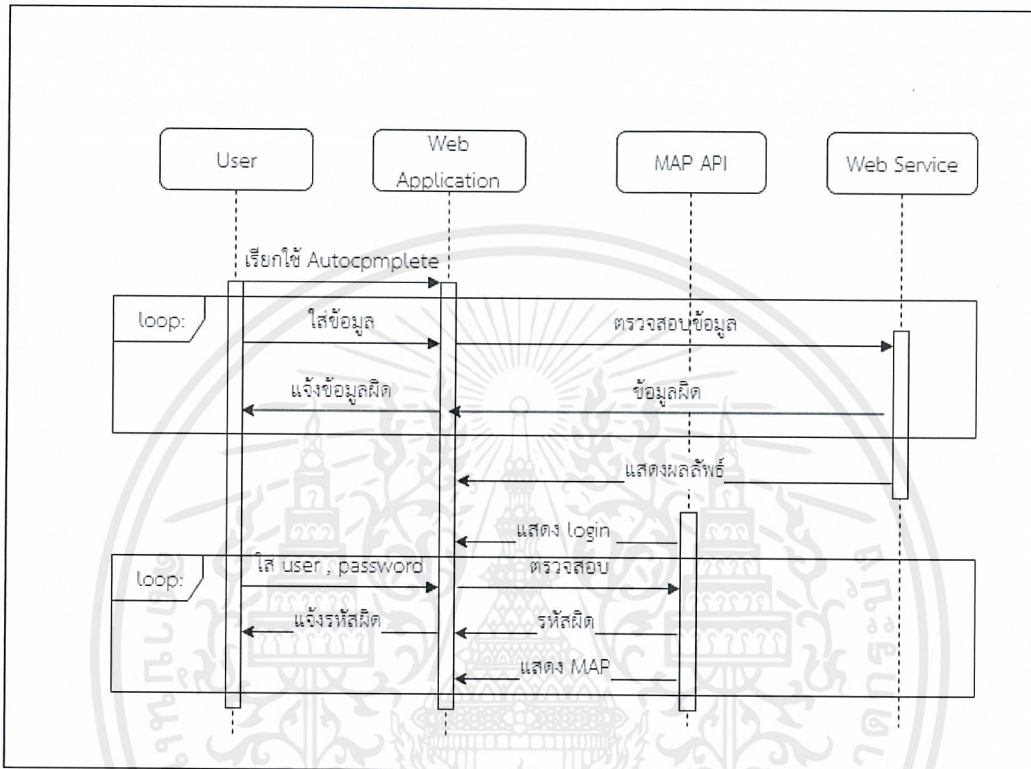 User
Web
Application
MAP API
Web Service
เรียกใช้ Autocpmplete
loop:
ใส่ข้อมูล
ตรวจสอบข้อมูล
แจ้งข้อมูลผิด
ข้อมูลผิด
แสดงผลลัพธ์
แสดง login
loop:
ใส user , password
ตรวจสอบ
แจ้งรหัสผิด
รหัสผิด
แสดง MAP